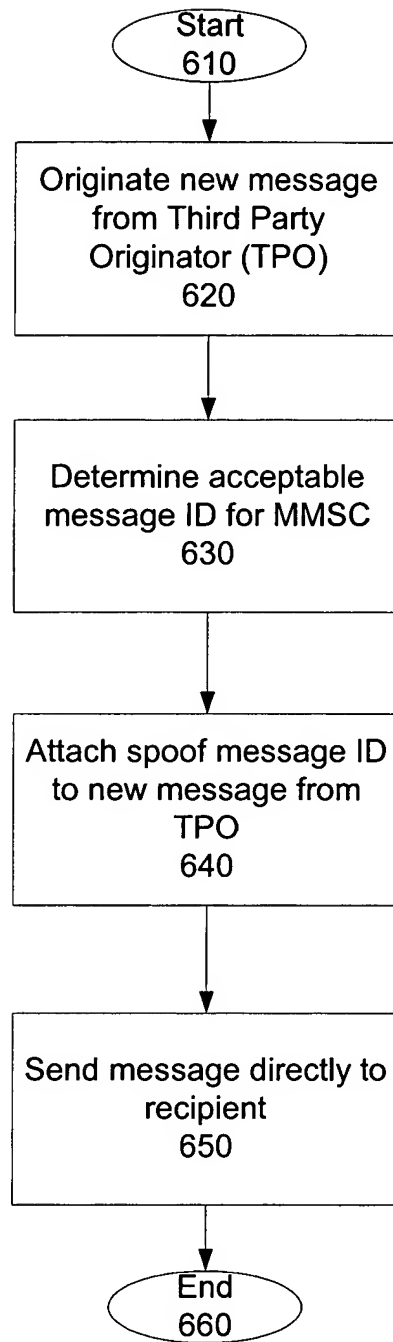 Start
610
Originate new message
from Third Party
Originator (TPO)
620
Determine acceptable
message ID for MMSC
630
Attach spoof message ID
to new message from
TPO
640
Send message directly to
recipient
650
End
660